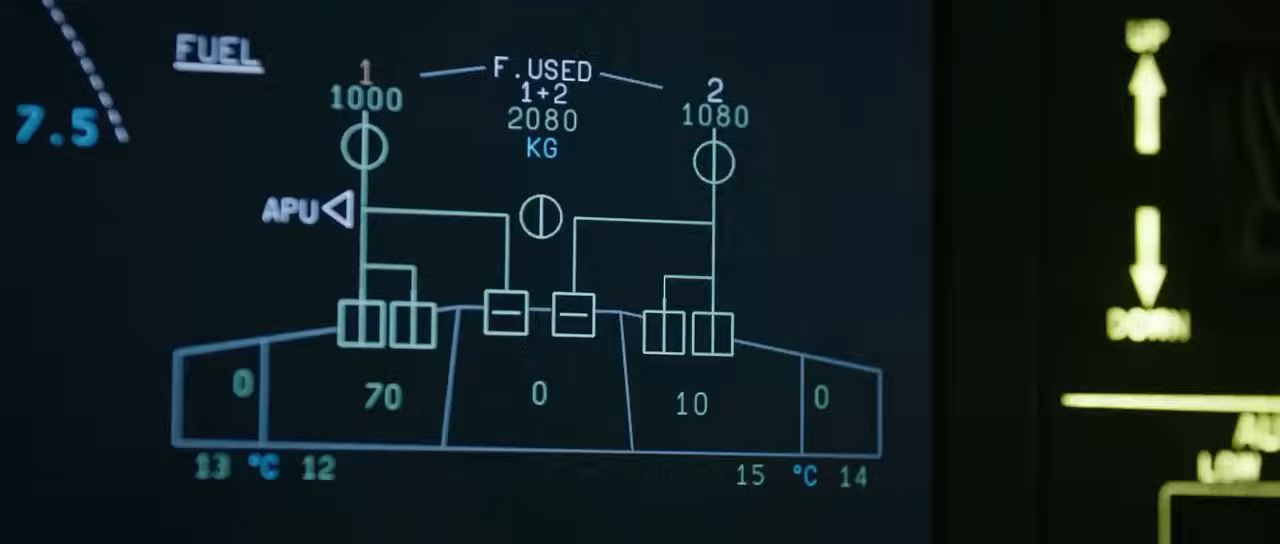 FUEL
1
F.USED
2
1000
1+2
1080
2080
KG
7.5
APU
0
70
0
10
0
13 °C 12
15 °C 14
UP
DOWN
LOW